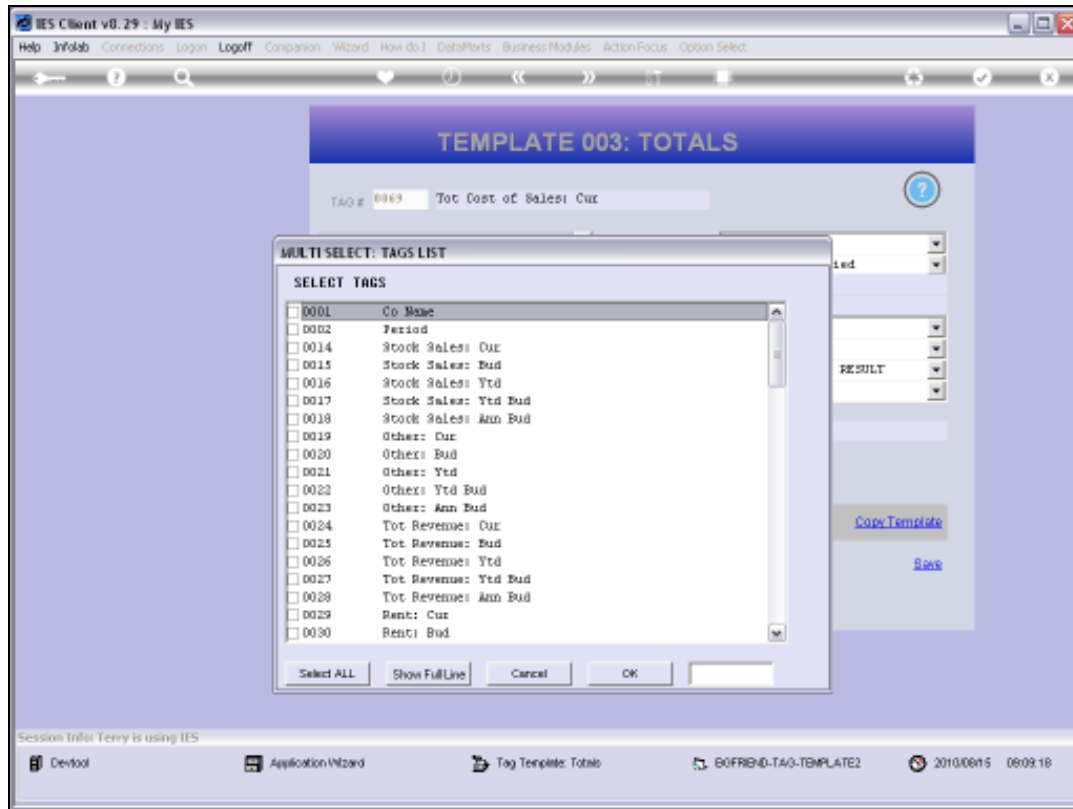 IES Client v8.29 : My IES
Help Infolab Connections Logon Logoff Companion Wizard How do I DataMarts Business Modules Action Focus Option Select
TEMPLATE 003: TOTALS
TAG # 0069 Tot Cost of Sales: Cur
MULTI SELECT: TAGS LIST
SELECT TAGS
0001 Co Name
0002 Period
0014 Stock Sales: Cur
0015 Stock Sales: Bud
0016 Stock Sales: Ytd
0017 Stock Sales: Ytd Bud
0018 Stock Sales: Ann Bud
0019 Other: Cur
0020 Other: Bud
0021 Other: Ytd
0022 Other: Ytd Bud
0023 Other: Ann Bud
0024 Tot Revenue: Cur
0025 Tot Revenue: Bud
0026 Tot Revenue: Ytd
0027 Tot Revenue: Ytd Bud
0028 Tot Revenue: Ann Bud
0029 Rent: Cur
0030 Rent: Bud
ied
RESULT
Copy Template
Save
Select ALL Show Full Line Cancel OK
Session Info: Terry is using IES
Devtool Application Wizard Tag Template: Totals BGFRIEND-TAG-TEMPLATE2 2010/08/15 09:09:18